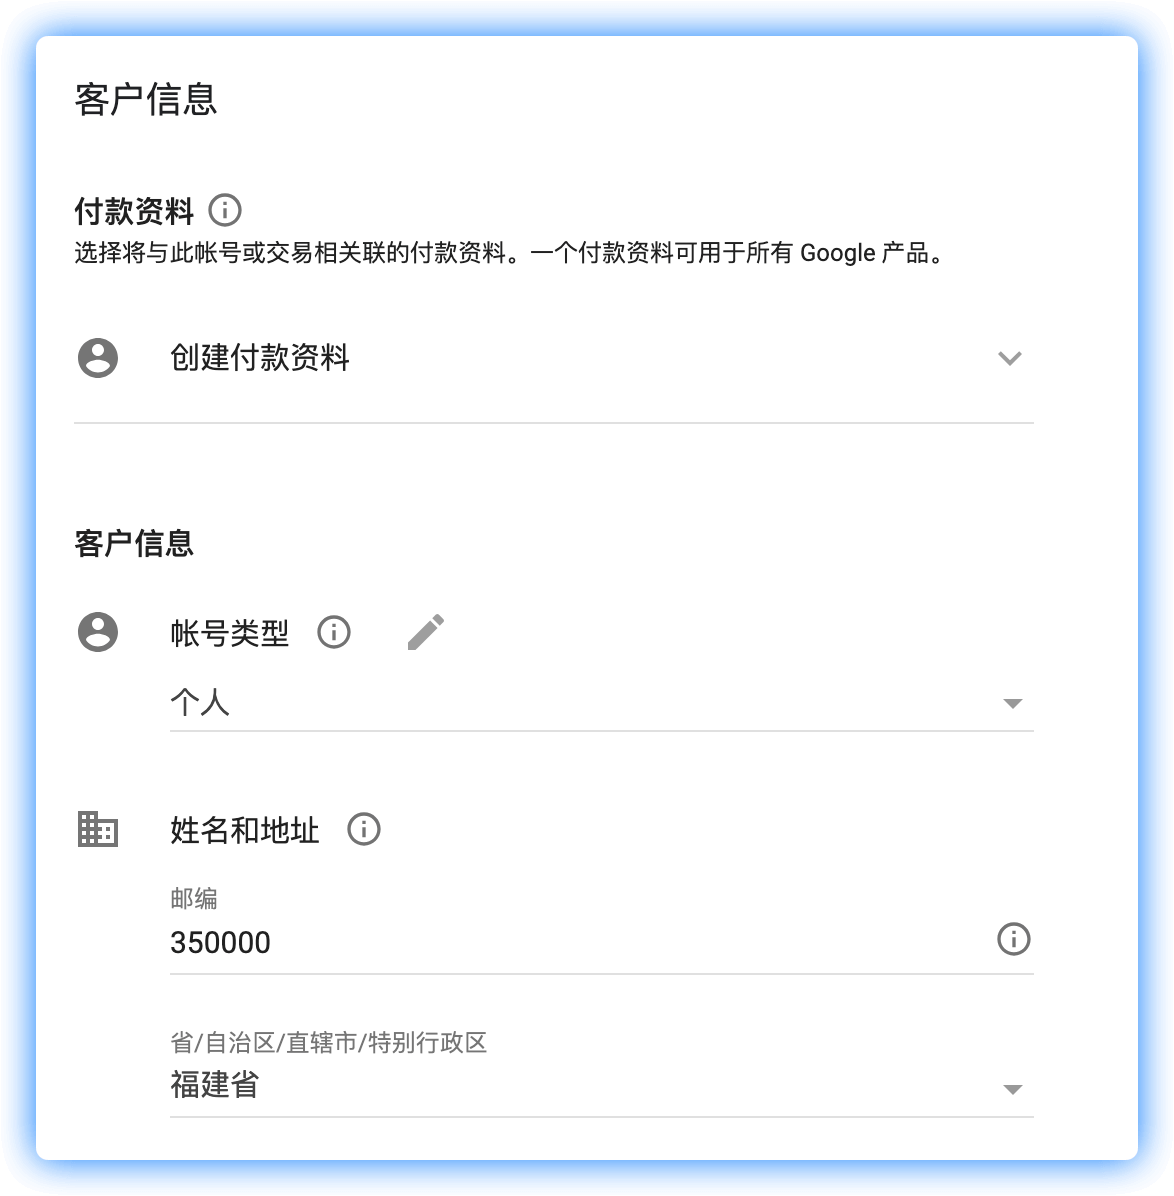 客户信息
付款资料
选择将与此帐号或交易相关联的付款资料。一个付款资料可用于所有 Google 产品。
创建付款资料
客户信息
帐号类型
个人
姓名和地址
邮编
350000
省/自治区/直辖市/特别行政区
福建省